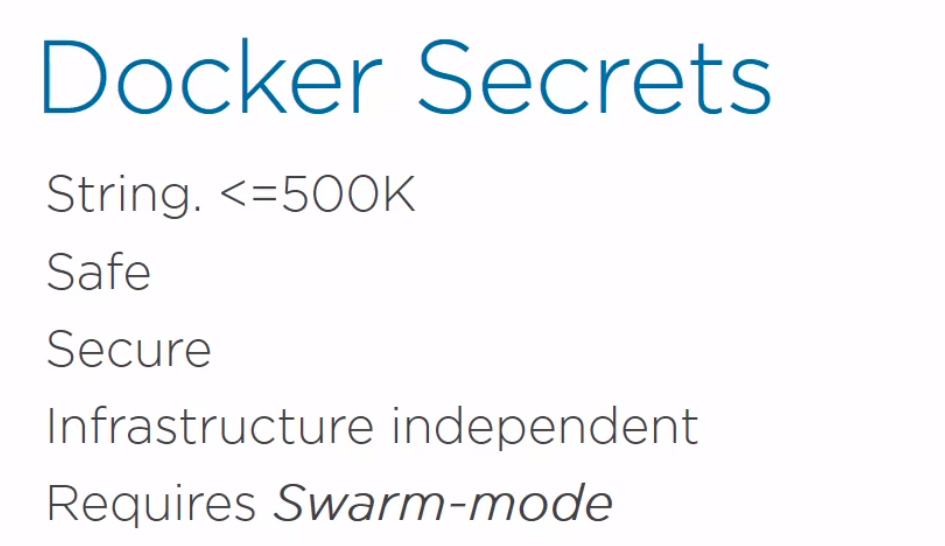 Docker Secrets
String. <=500K
Safe
Secure
Infrastructure independent
Requires Swarm-mode